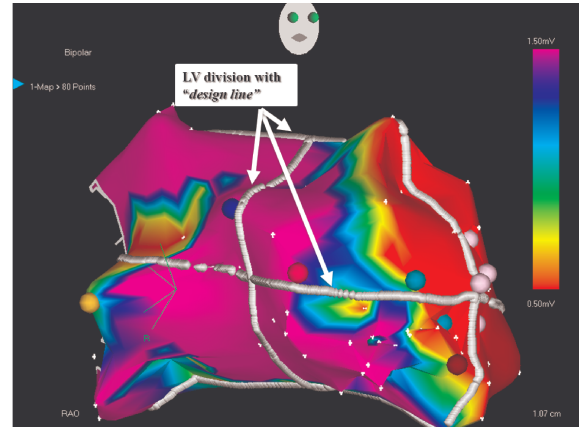 Bipolar
1-Map > 80 Points
LV division with
“design line”
1.50mV
0.50mV
R
RAO
1.07 cm